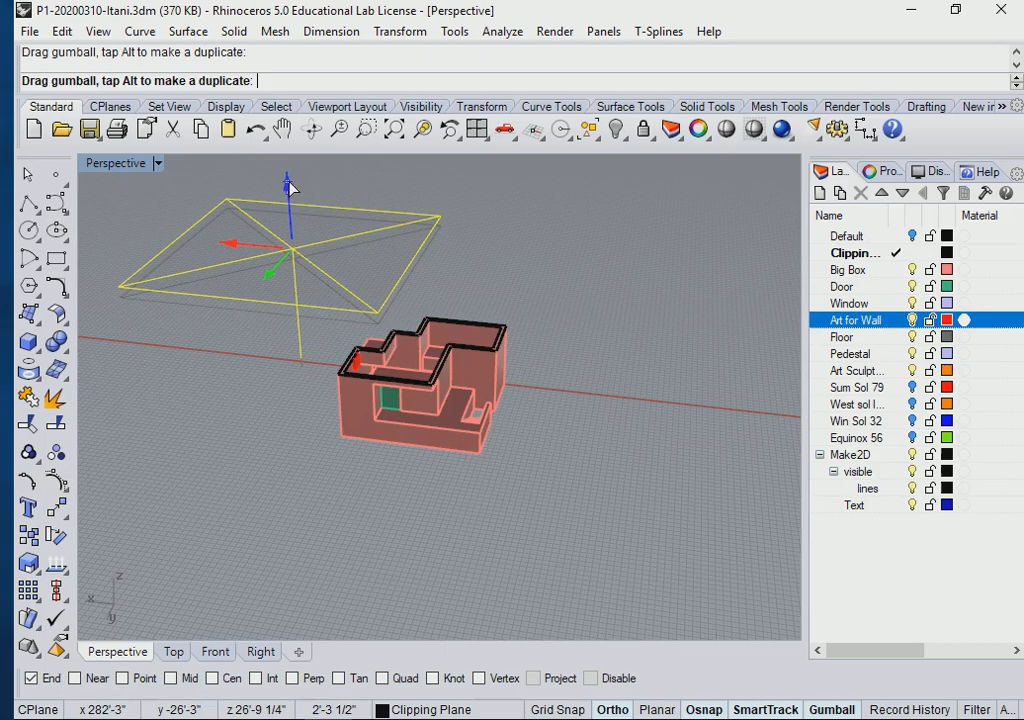 P1-20200310-Itani.3dm (370 KB) - Rhinoceros 5.0 Educational Lab License - [Perspective]
File Edit View Curve Surface Solid Mesh Dimension Transform Tools Analyze Render Panels T-Splines Help
Drag gumball, tap Alt to make a duplicate:
Drag gumball, tap Alt to make a duplicate:
Standard CPlanes Set View Display Select Viewport Layout Visibility Transform Curve Tools Surface Tools Solid Tools Mesh Tools Render Tools Drafting New in »
Perspective
La... Pro... Dis... Help
Name Material
Default
Clippin...
Big Box
Door
Window
Art for Wall
Floor
Pedestal
Art Sculpt...
Sum Sol 79
West sol l...
Win Sol 32
Equinox 56
Make2D
visible
lines
Text
z
x
y
Perspective Top Front Right
End Near Point Mid Cen Int Perp Tan Quad Knot Vertex Project Disable
CPlane x 282'-3" y -26'-3" z 26'-9 1/4" 2'-3 1/2" Clipping Plane Grid Snap Ortho Planar Osnap SmartTrack Gumball Record History Filter A...